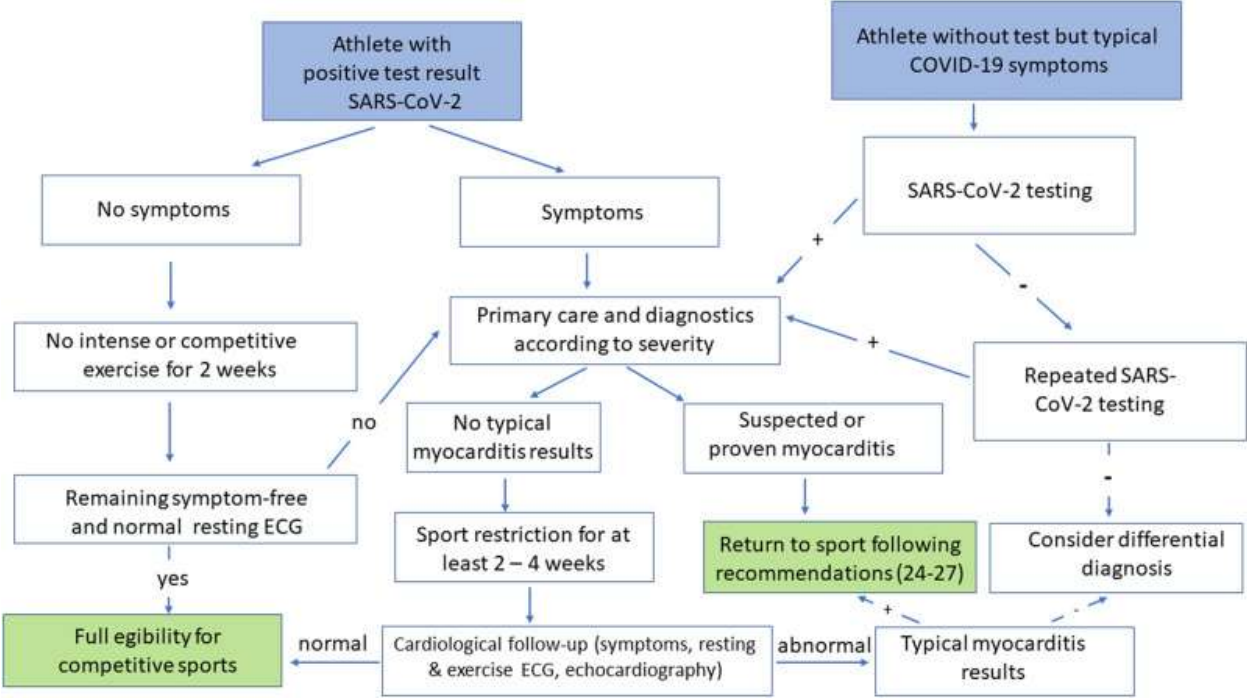 Athlete with
positive test result
SARS-CoV-2
Athlete without test but typical
COVID-19 symptoms
No symptoms
Symptoms
SARS-CoV-2 testing
+
-
No intense or competitive
exercise for 2 weeks
Primary care and diagnostics
according to severity
+
Repeated SARS-
CoV-2 testing
no
No typical
myocarditis results
Suspected or
proven myocarditis
-
Remaining symptom-free
and normal resting ECG
Sport restriction for at
least 2 – 4 weeks
Return to sport following
recommendations (24-27)
Consider differential
diagnosis
yes
+
-
Full egibility for
competitive sports
normal
Cardiological follow-up (symptoms, resting
& exercise ECG, echocardiography)
abnormal
Typical myocarditis
results